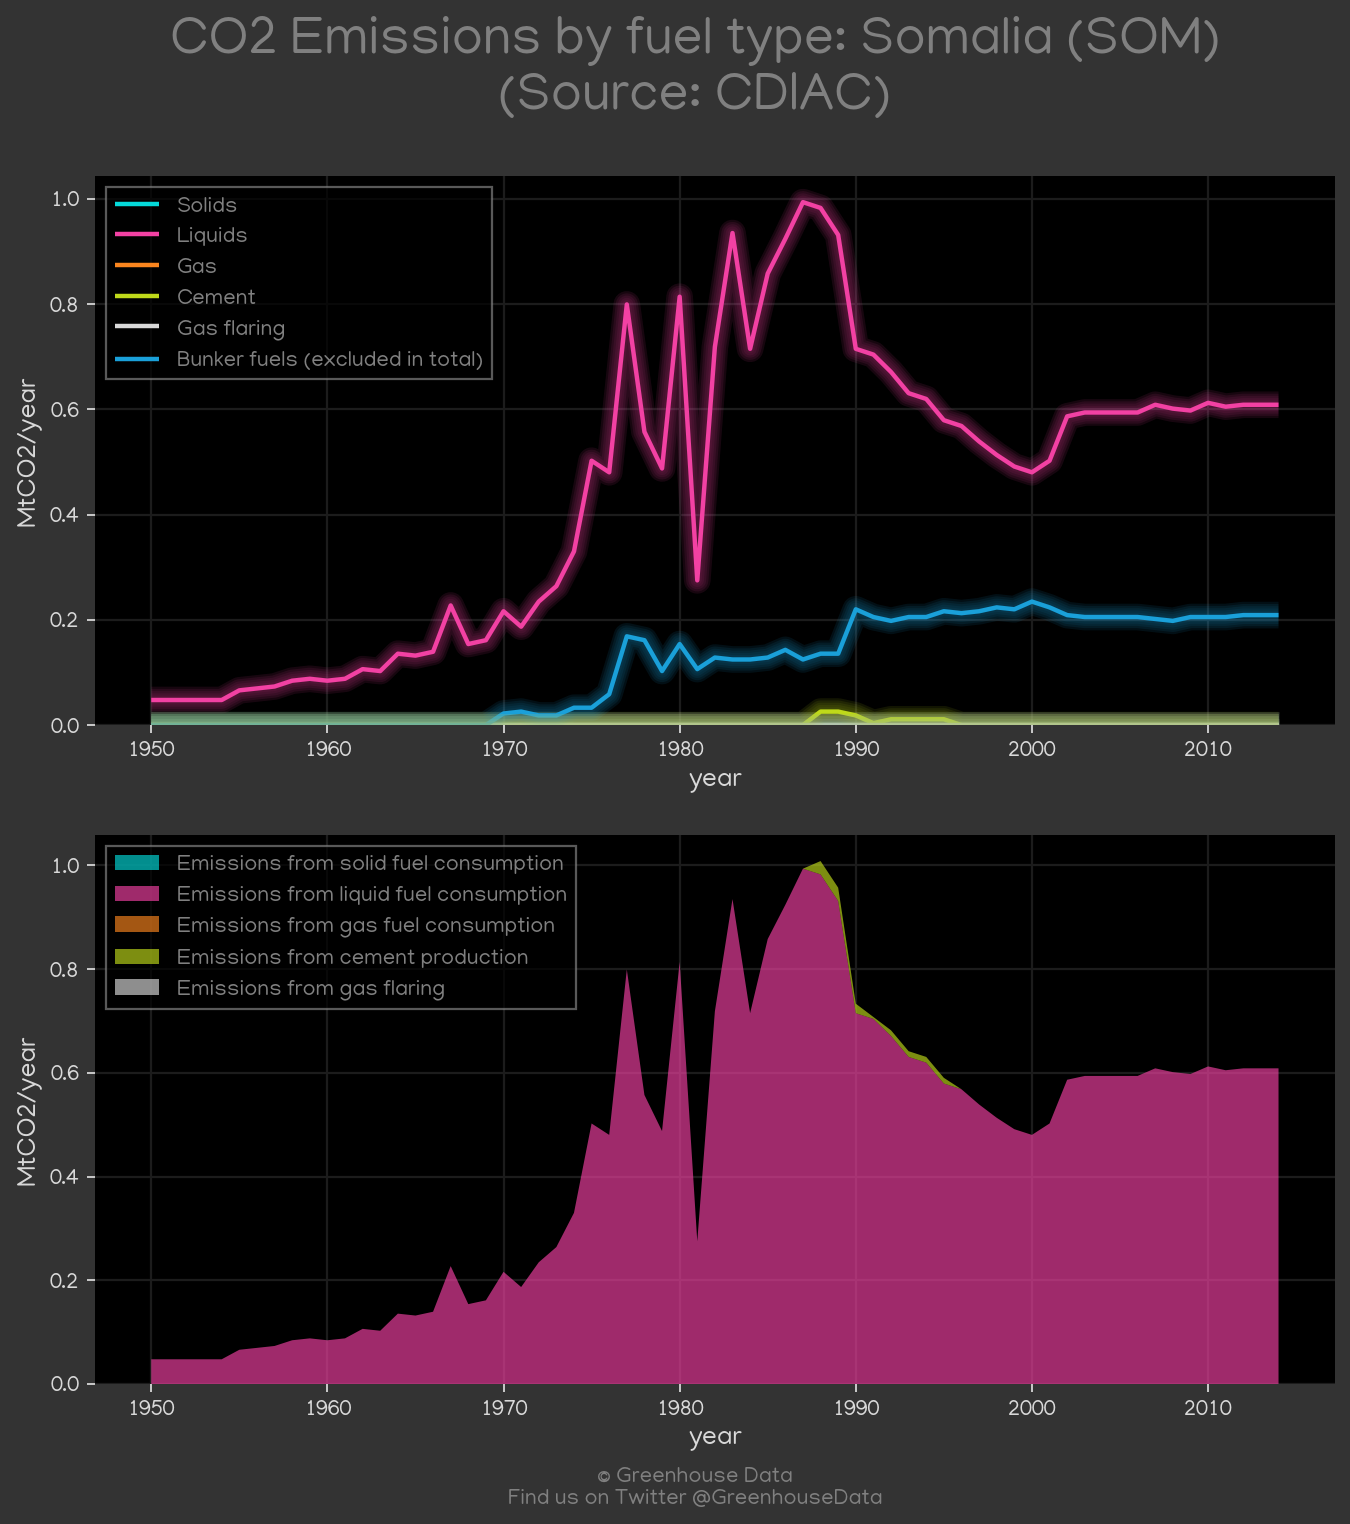 CO2 Emissions by fuel type: Somalia (SOM)
(Source: CDIAC)
1.0
0.8
0.6
0.4
0.2
0.0
MtCO2/year
Solids
Liquids
Gas
Cement
Gas flaring
Bunker fuels (excluded in total)
1950 1960 1970 1980 1990 2000 2010
year
1.0
0.8
0.6
0.4
0.2
0.0
MtCO2/year
Emissions from solid fuel consumption
Emissions from liquid fuel consumption
Emissions from gas fuel consumption
Emissions from cement production
Emissions from gas flaring
1950 1960 1970 1980 1990 2000 2010
year
© Greenhouse Data
Find us on Twitter @GreenhouseData